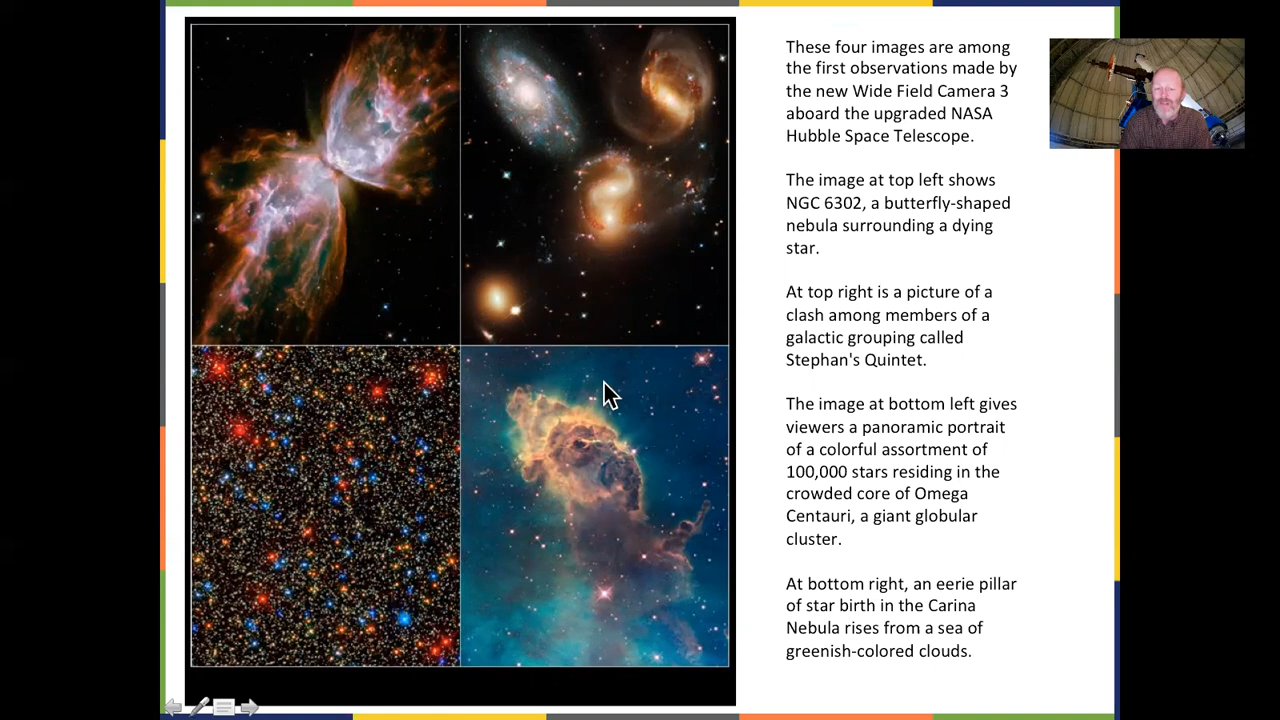 These four images are among
the first observations made by
the new Wide Field Camera 3
aboard the upgraded NASA
Hubble Space Telescope.
The image at top left shows
NGC 6302, a butterfly-shaped
nebula surrounding a dying
star.
At top right is a picture of a
clash among members of a
galactic grouping called
Stephan's Quintet.
The image at bottom left gives
viewers a panoramic portrait
of a colorful assortment of
100,000 stars residing in the
crowded core of Omega
Centauri, a giant globular
cluster.
At bottom right, an eerie pillar
of star birth in the Carina
Nebula rises from a sea of
greenish-colored clouds.